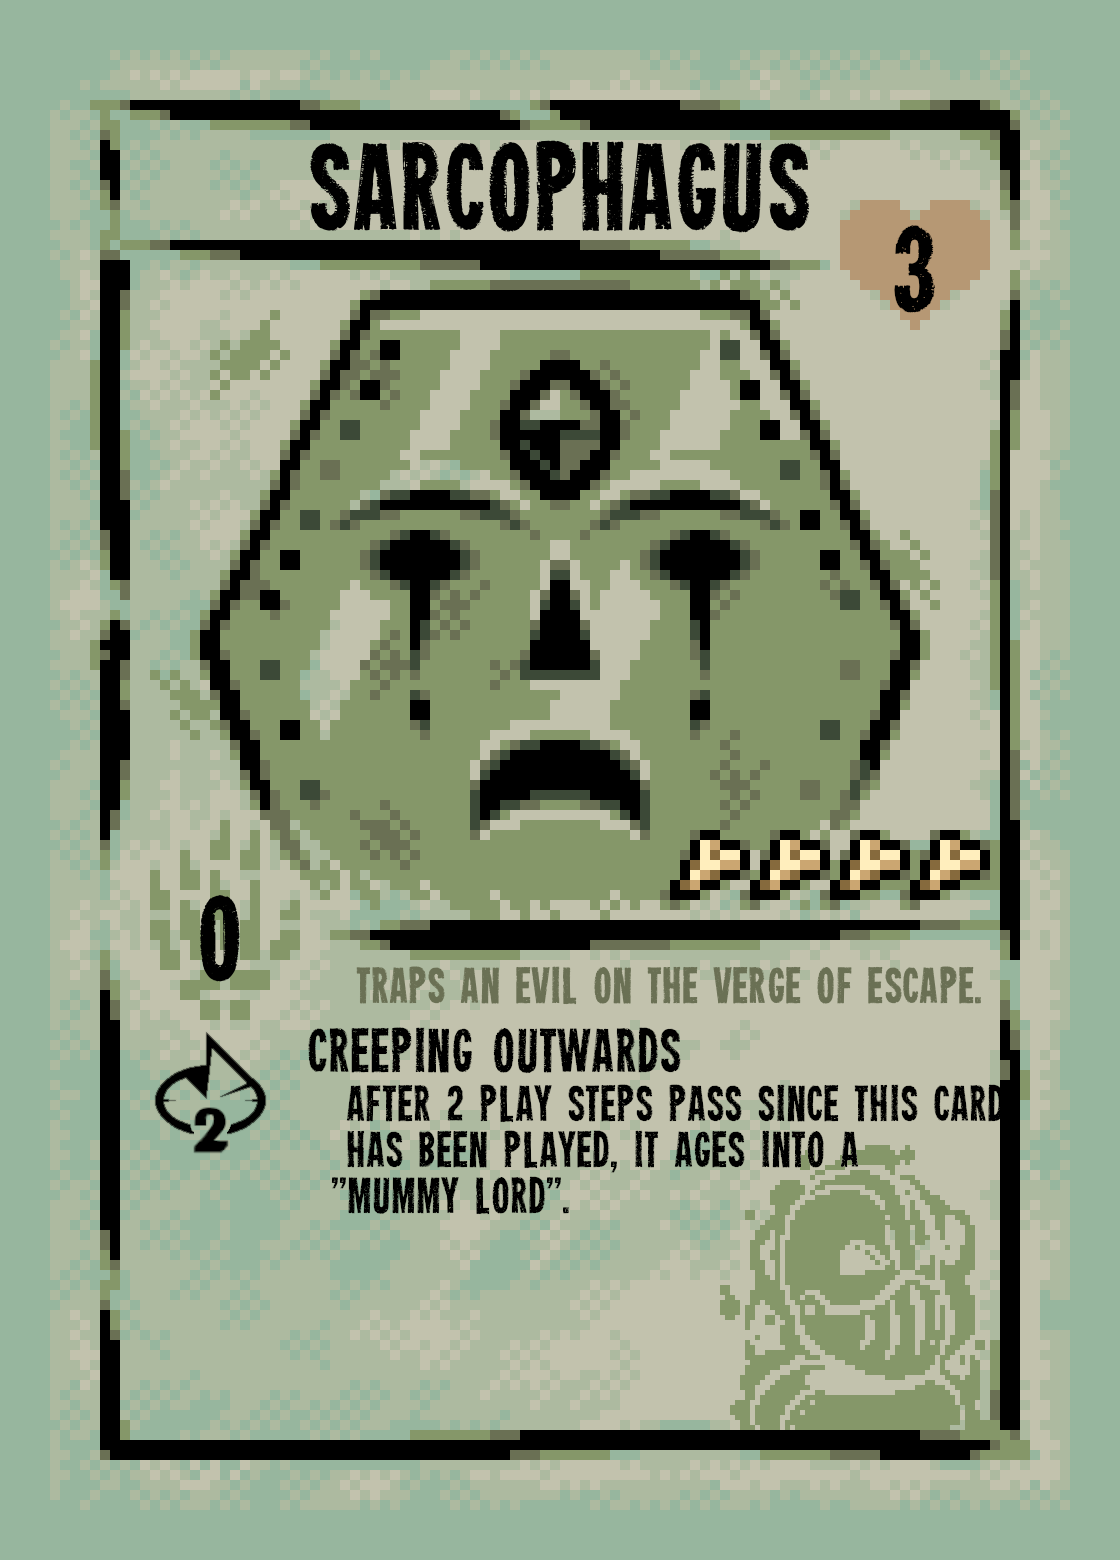 SARCOPHAGUS
3
0
TRAPS AN EVIL ON THE VERGE OF ESCAPE.
2
CREEPING OUTWARDS
AFTER 2 PLAY STEPS PASS SINCE THIS CARD
HAS BEEN PLAYED, IT AGES INTO A
"MUMMY LORD".